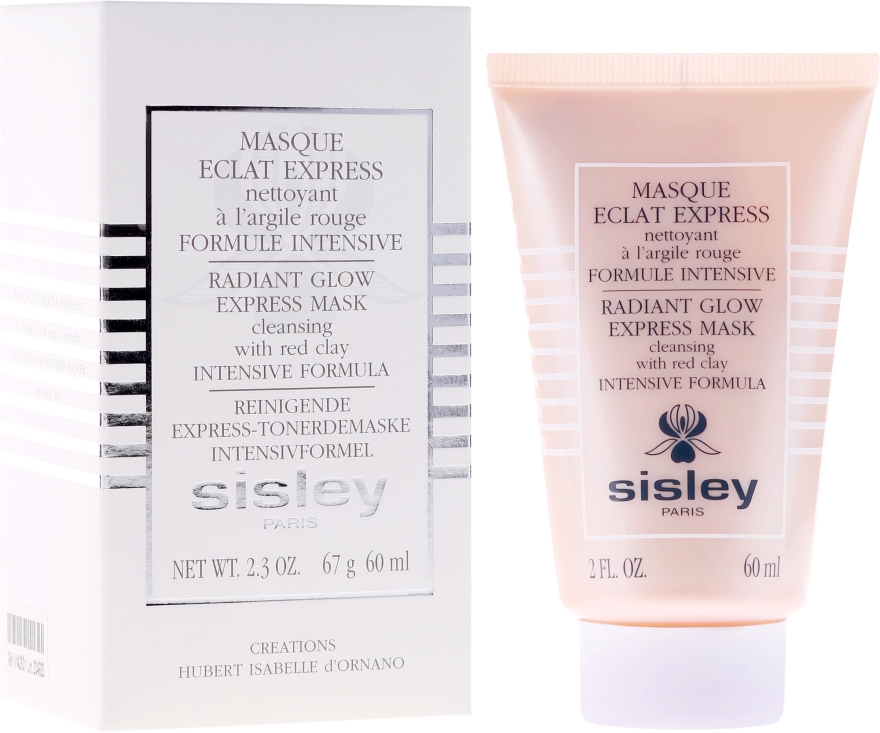 MASQUE
ECLAT EXPRESS
nettoyant
à l'argile rouge
FORMULE INTENSIVE
RADIANT GLOW
EXPRESS MASK
cleansing
with red clay
INTENSIVE FORMULA
REINIGENDE
EXPRESS-TONERDEMASKE
INTENSIVFORMEL
sisley
PARIS
NET WT. 2.3 OZ. 67 g 60 ml
CREATIONS
HUBERT ISABELLE d'ORNANO
MASQUE
ECLAT EXPRESS
nettoyant
à l'argile rouge
FORMULE INTENSIVE
RADIANT GLOW
EXPRESS MASK
cleansing
with red clay
INTENSIVE FORMULA
sisley
PARIS
2 FL. OZ. 60 ml